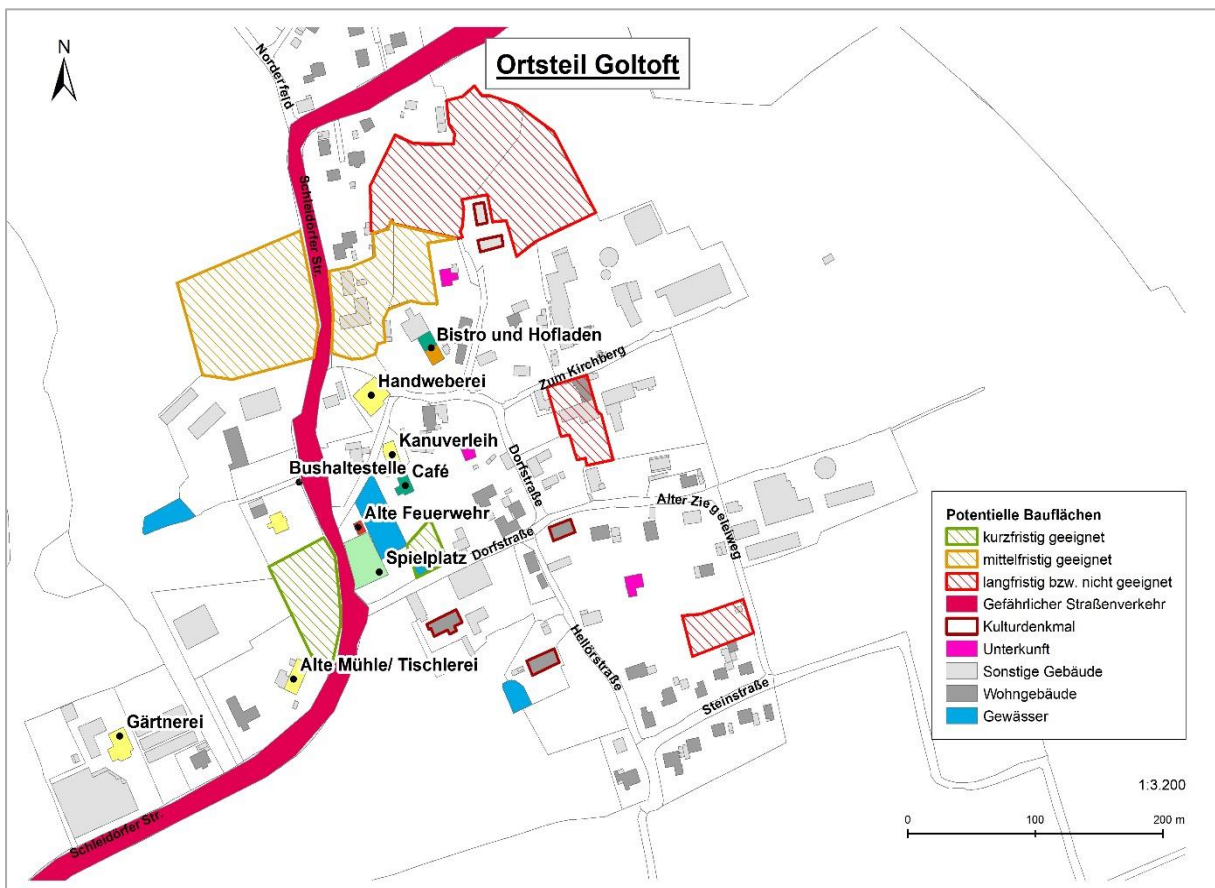 N
Ortsteil Goltoft
Norderfeld
Schleidörfer Str.
Bistro und Hofladen
Zum Kirchberg
Handweberei
Kanuverleih
Dorfstraße
Bushaltestelle
Café
Alte Feuerwehr
Alter Ziegeleiweg
Dorfstraße
Spielplatz
Hellörstraße
Alte Mühle/ Tischlerei
Steinstraße
Gärtnerei
Schleidörfer Str.
Potentielle Bauflächen
kurzfristig geeignet
mittelfristig geeignet
langfristig bzw. nicht geeignet
Gefährlicher Straßenverkehr
Kulturdenkmal
Unterkunft
Sonstige Gebäude
Wohngebäude
Gewässer
1:3.200
0 100 200 m